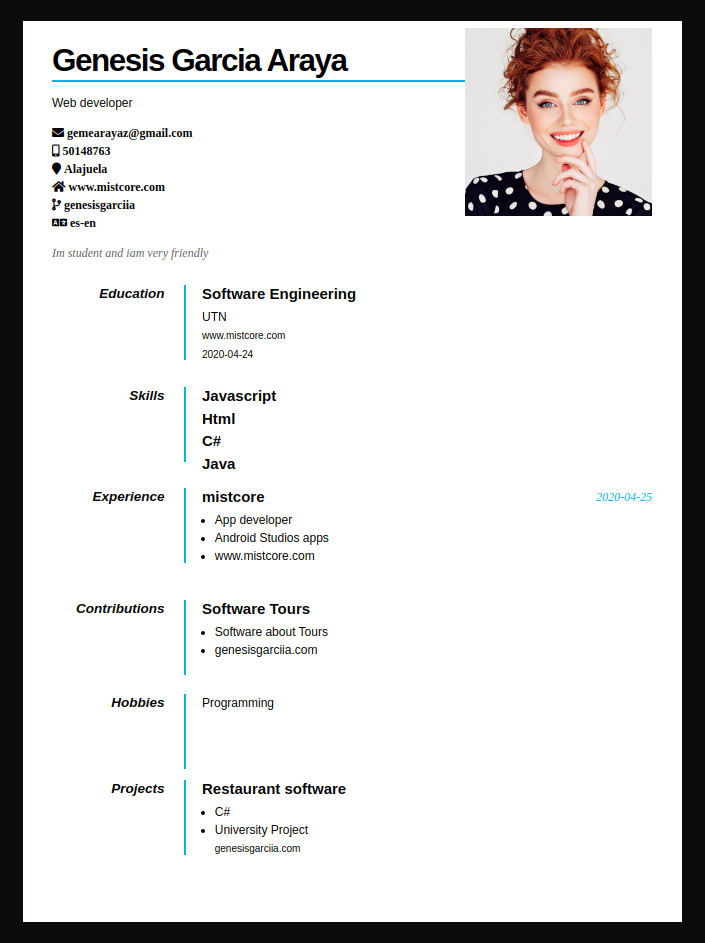 Genesis Garcia Araya
Web developer
gemearayaz@gmail.com
50148763
Alajuela
www.mistcore.com
genesisgarciia
es-en
Im student and iam very friendly
Education
Software Engineering
UTN
www.mistcore.com
2020-04-24
Skills
Javascript
Html
C#
Java
Experience
mistcore
2020-04-25
App developer
Android Studios apps
www.mistcore.com
Contributions
Software Tours
Software about Tours
genesisgarciia.com
Hobbies
Programming
Projects
Restaurant software
C#
University Project
genesisgarciia.com